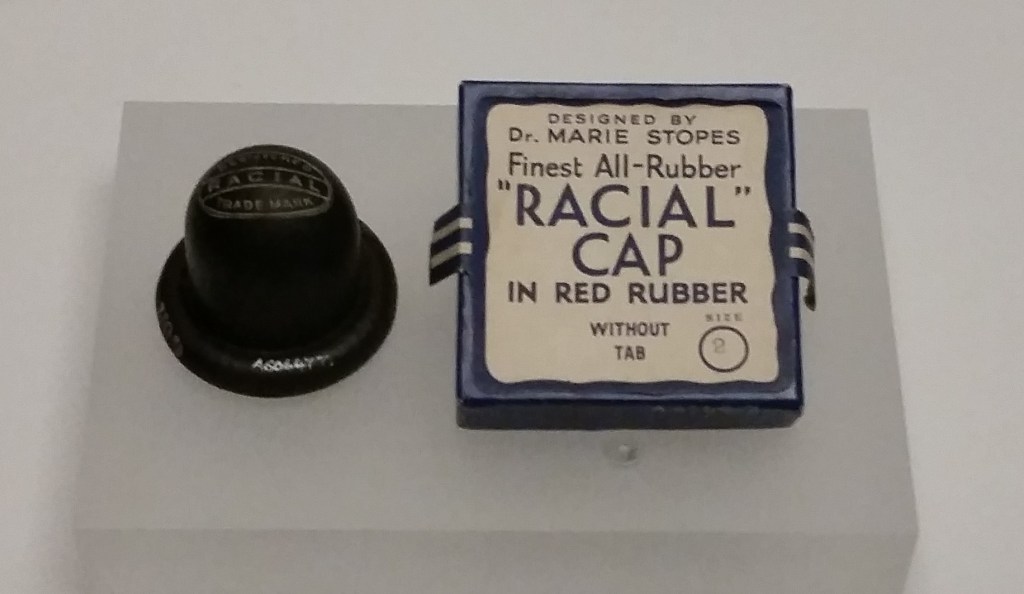 RACIAL
TRADE MARK
DESIGNED BY
Dr. MARIE STOPES
Finest All-Rubber
"RACIAL"
CAP
IN RED RUBBER
WITHOUT
TAB
SIZE
2